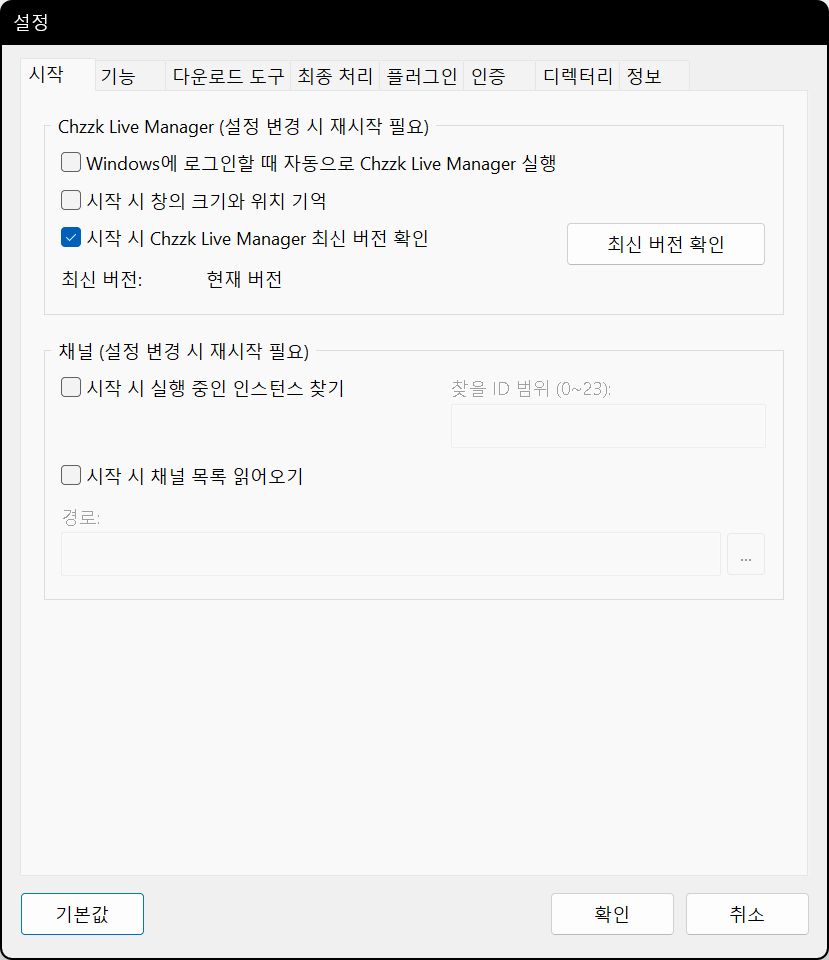 설정
시작 기능 다운로드 도구 최종 처리 플러그인 인증 디렉터리 정보
Chzzk Live Manager (설정 변경 시 재시작 필요)
Windows에 로그인할 때 자동으로 Chzzk Live Manager 실행
시작 시 창의 크기와 위치 기억
시작 시 Chzzk Live Manager 최신 버전 확인 최신 버전 확인
최신 버전: 현재 버전
채널 (설정 변경 시 재시작 필요)
시작 시 실행 중인 인스턴스 찾기 찾을 ID 범위 (0~23):
시작 시 채널 목록 읽어오기
경로:
...
기본값 확인 취소